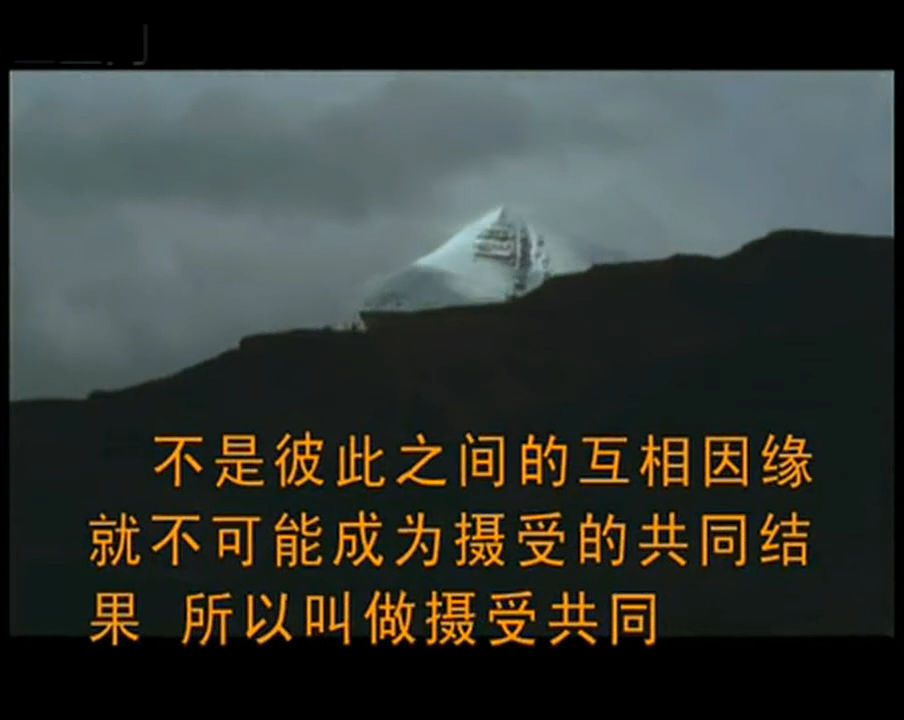 不是彼此之间的互相因缘
就不可能成为摄受的共同结
果 所以叫做摄受共同